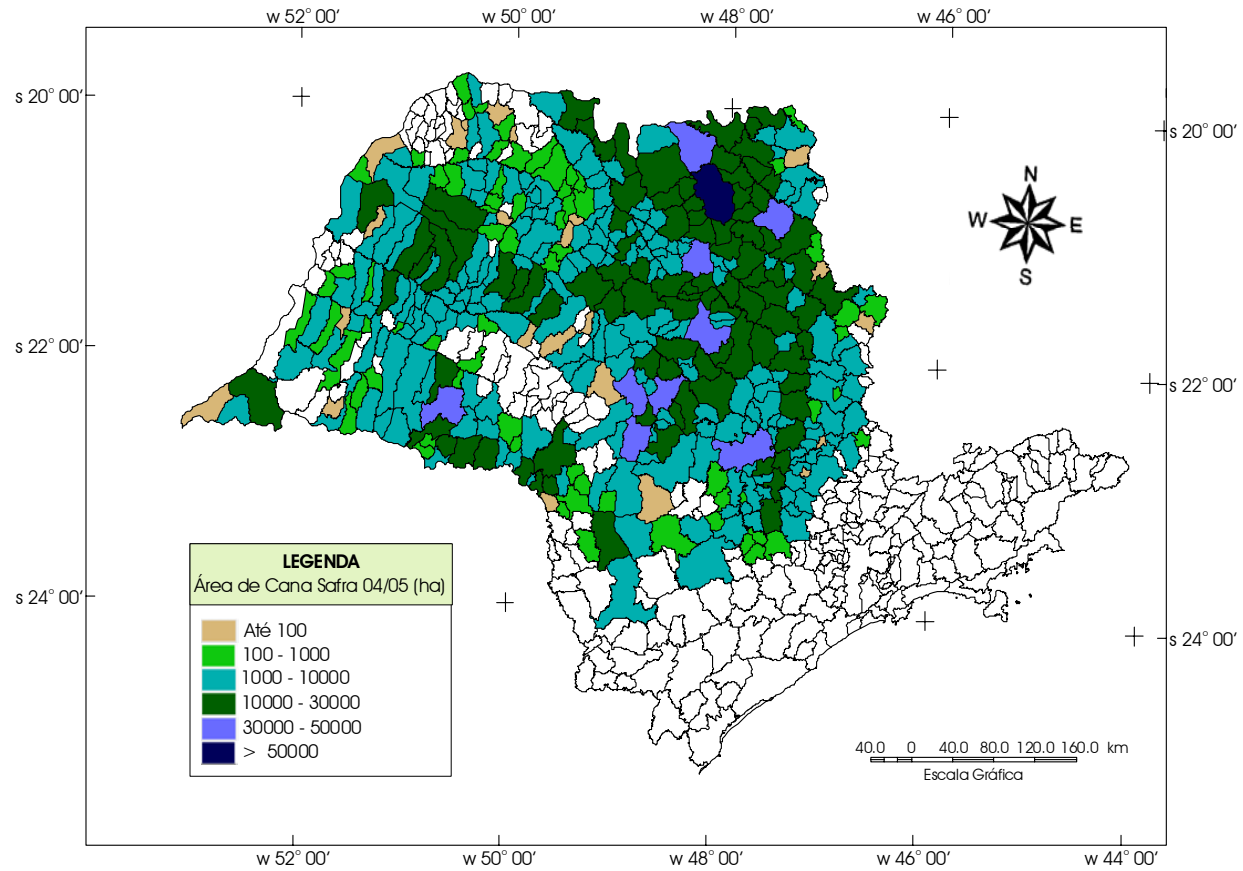 w 52° 00'
w 50° 00'
w 48° 00'
w 46° 00'
s 20° 00'
s 20° 00'
N
W
E
S
s 22° 00'
s 22° 00'
LEGENDA
Área de Cana Safra 04/05 (ha)
Até 100
100 - 1000
1000 - 10000
10000 - 30000
30000 - 50000
> 50000
s 24° 00'
s 24° 00'
40.0 0 40.0 80.0 120.0 160.0 km
Escala Gráfica
w 52° 00'
w 50° 00'
w 48° 00'
w 46° 00'
w 44° 00'